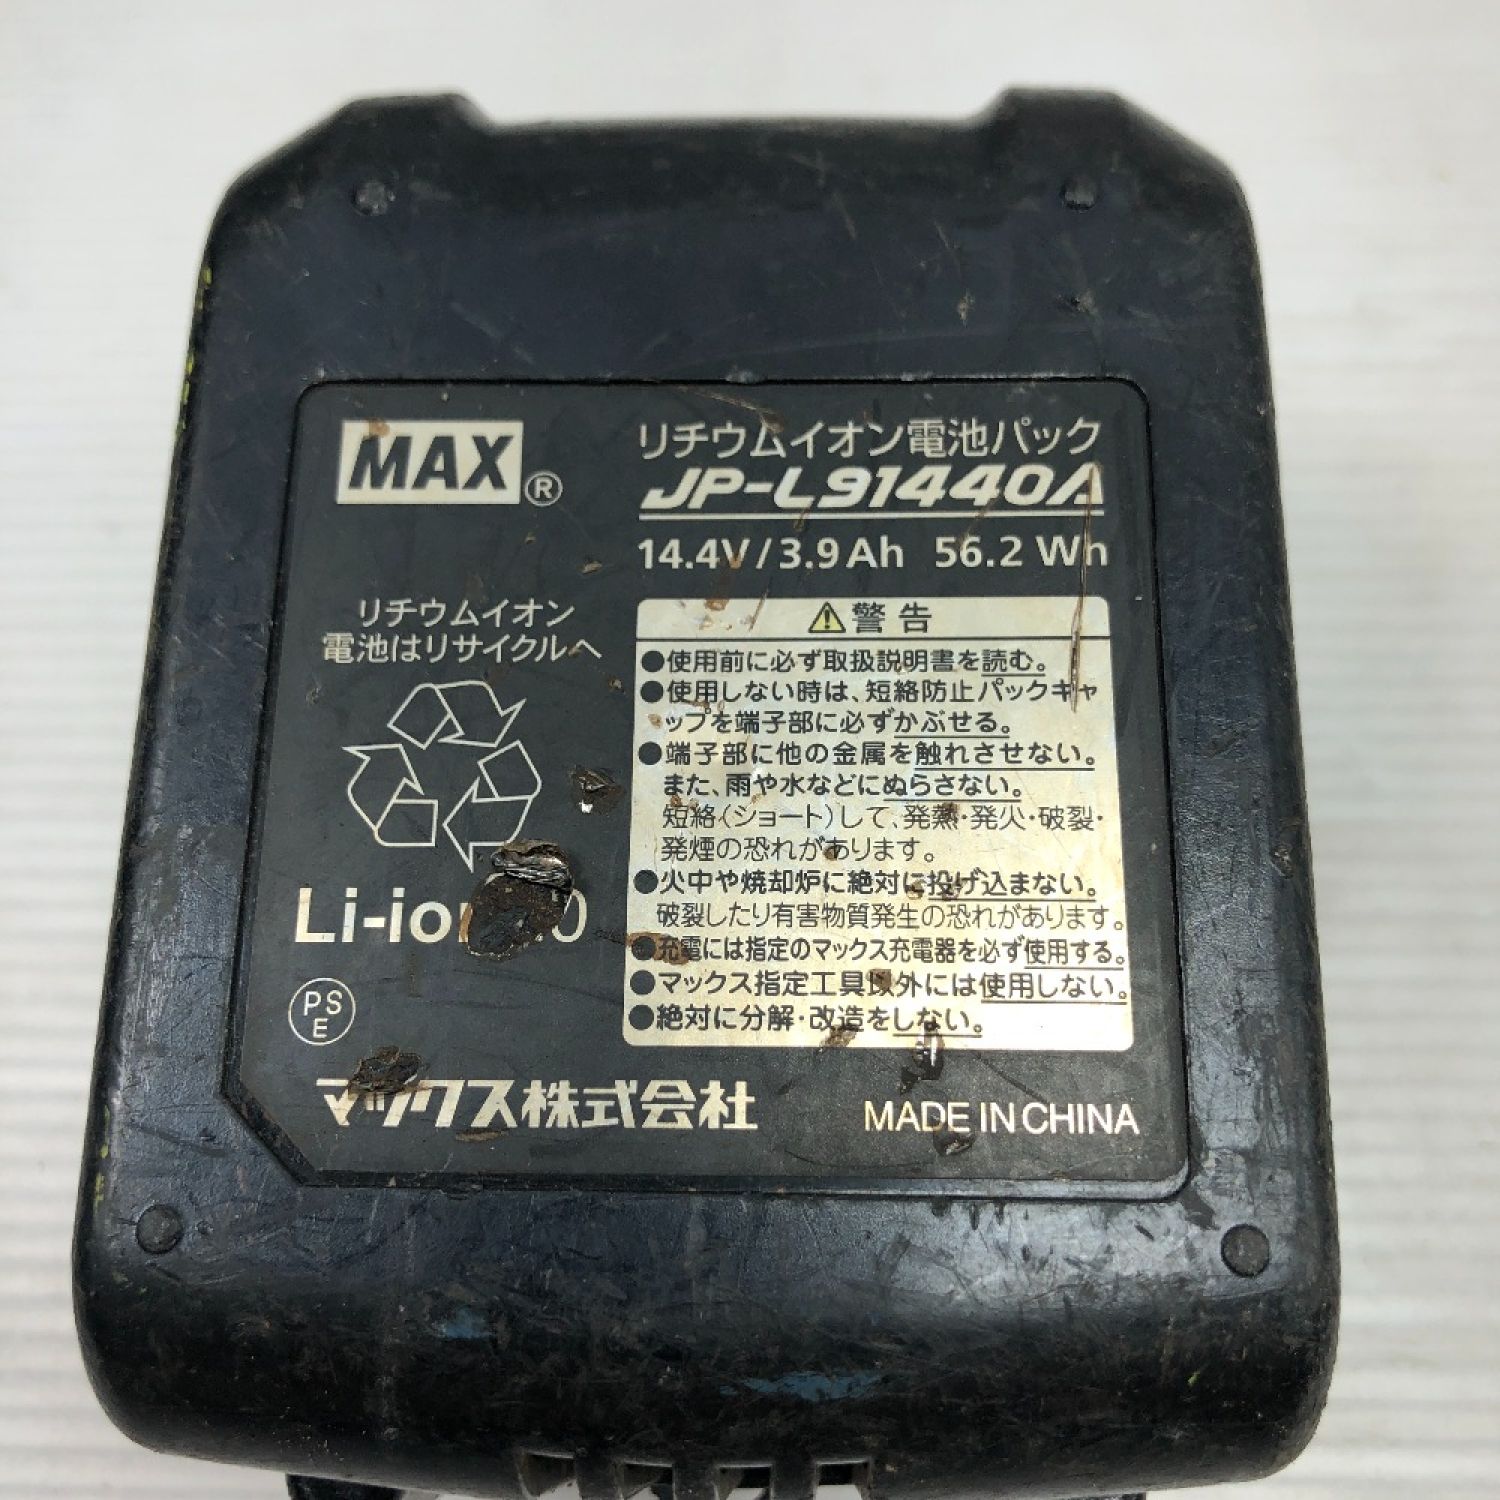 MAX®
リチウムイオン電池パック
JP-L91440A
14.4V/3.9Ah 56.2 Wh
リチウムイオン
電池はリサイクルへ
Li-ion
PS
E
⚠警告
●使用前に必ず取扱説明書を読む。
●使用しない時は、短絡防止パックキャ
ップを端子部に必ずかぶせる。
●端子部に他の金属を触れさせない。
また、雨や水などにぬらさない。
短絡(ショート)して、発熱・発火・破裂・
発煙の恐れがあります。
●火中や焼却炉に絶対に投げ込まない。
破裂したり有害物質発生の恐れがあります。
●充電には指定のマックス充電器を必ず使用する。
●マックス指定工具以外には使用しない。
●絶対に分解・改造をしない。
マックス株式会社
MADE IN CHINA